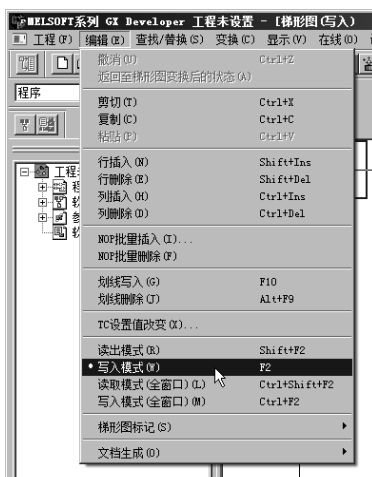 MELSOFT系列 GX Developer 工程未设置 - [梯形图(写入)
工程(F) 编辑(E) 查找/替换(S) 变换(C) 显示(V) 在线(O)
撤消(U) Ctrl+Z
返回至梯形图变换后的状态(A)
程序
剪切(T) Ctrl+X
复制(C) Ctrl+C
粘贴(P) Ctrl+V
行插入(N) Shift+Ins
行删除(E) Shift+Del
列插入(H) Ctrl+Ins
列删除(D) Ctrl+Del
工程
程
软
参
软
NOP批量插入(I)...
NOP批量删除(F)
划线写入(G) F10
划线删除(J) Alt+F9
TC设置值改变(X)...
读出模式(R) Shift+F2
• 写入模式(W) F2
读取模式(全窗口)(L) Ctrl+Shift+F2
写入模式(全窗口)(M) Ctrl+F2
梯形图标记(S)
文档生成(O)